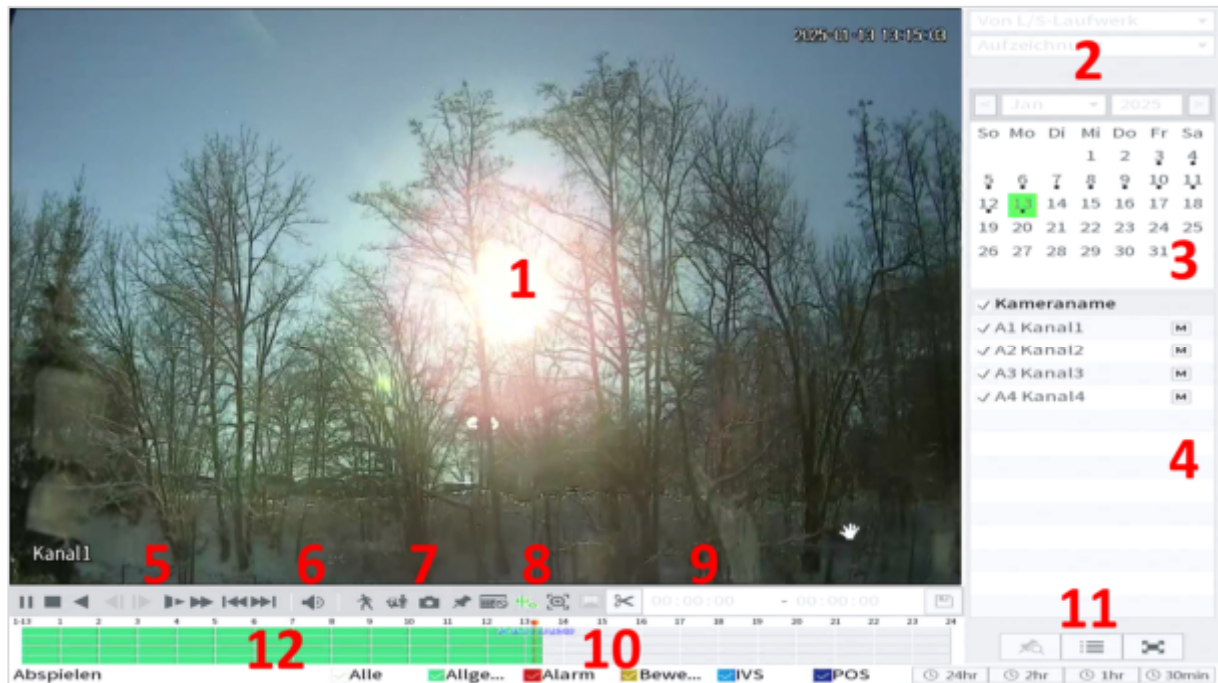 Von L/S-Laufwerk
2025-01-13 13:15:03
2
Jan 2025
So Mo Di Mi Do Fr Sa
1 2 3 4
5 6 7 8 9 10 11
12 13 14 15 16 17 18
19 20 21 22 23 24 25
26 27 28 29 30 31
3
1
Kameraname
A1 Kanal1 M
A2 Kanal2 M
A3 Kanal3 M
A4 Kanal4 M
4
Kanal1
5 6 7 8 9
00:00:00 - 00:00:00
11
1-13 1 2 3 4 5 6 7 8 9 10 11 12 13 14 15 16 17 18 19 20 21 22 23 24
12 10
Abspielen Alle Allge... Alarm Bewe... IVS POS 24hr 2hr 1hr 30min